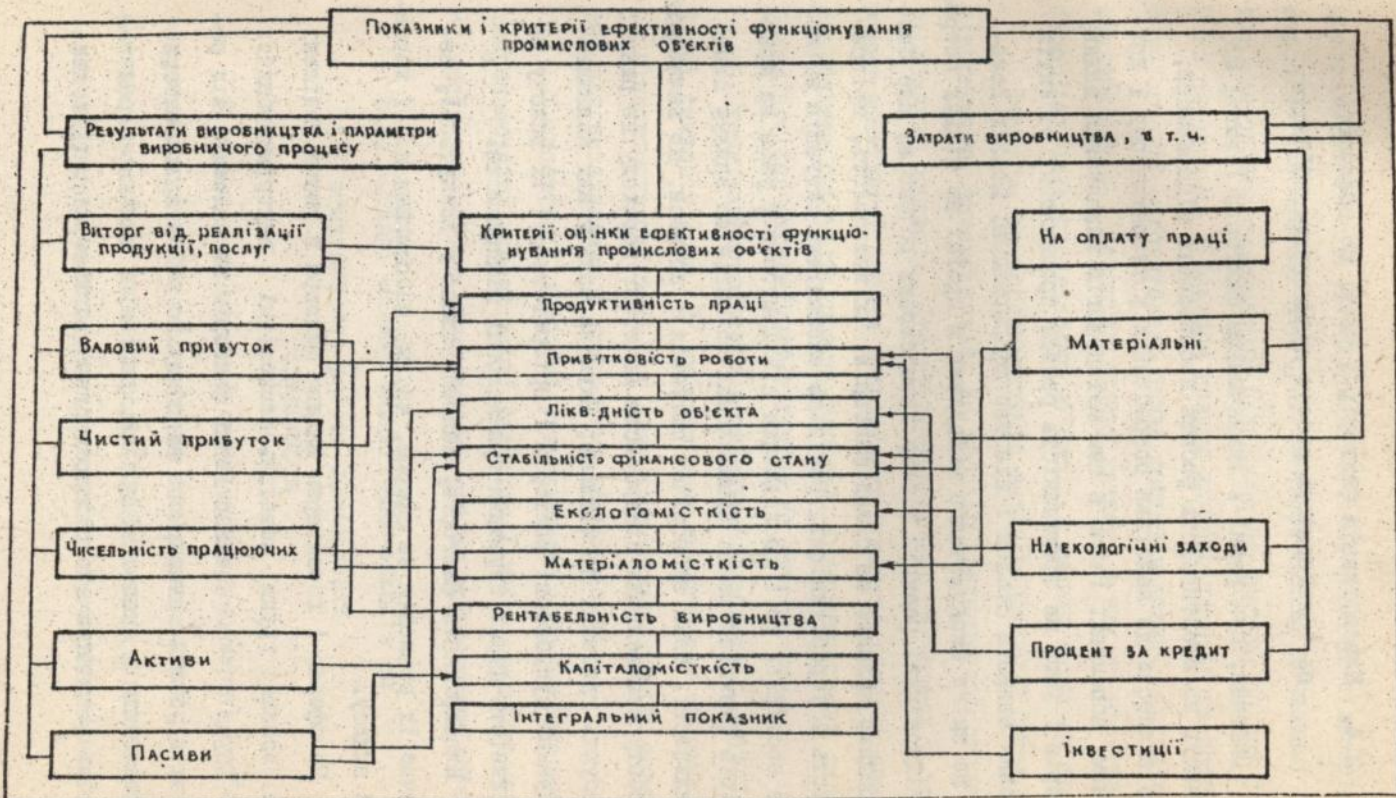 Показники і критерії ефективності функціонування
промислових об'єктів
Результати виробництва і параметри
виробничого процесу
Затрати виробництва, в т. ч.
Виторг від реалізації
продукції, послуг
Валовий прибуток
Чистий прибуток
Чисельність працюючих
Активи
Пасиви
Критерії оцінки ефективності функціо-
нування промислових об'єктів
Продуктивність праці
Прибутковість роботи
Ліквідність об'єкта
Стабільність фінансового стану
Екологомісткість
Матеріаломісткість
Рентабельність виробництва
Капіталомісткість
Інтегральний показник
На оплату праці
Матеріальні
На екологічні заходи
Процент за кредит
Інвестиції